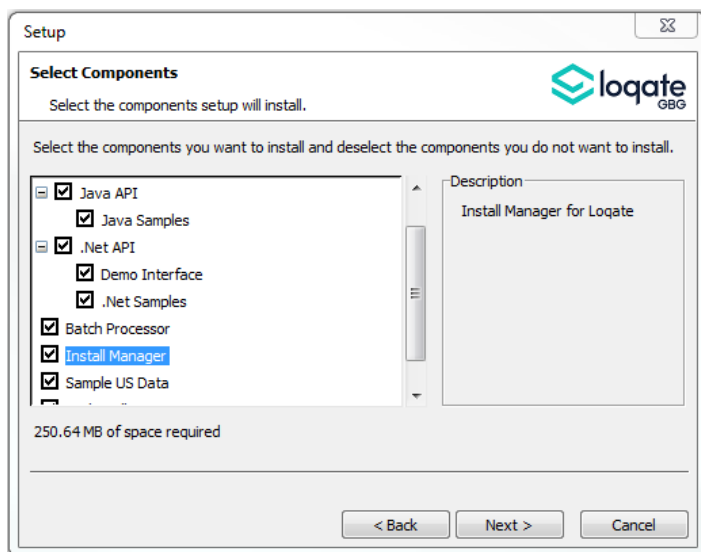 Setup
Select Components
Select the components setup will install.
loqate
GBG
Select the components you want to install and deselect the components you do not want to install.
Java API
Java Samples
.Net API
Demo Interface
.Net Samples
Batch Processor
Install Manager
Sample US Data
Description
Install Manager for Loqate
250.64 MB of space required
< Back
Next >
Cancel